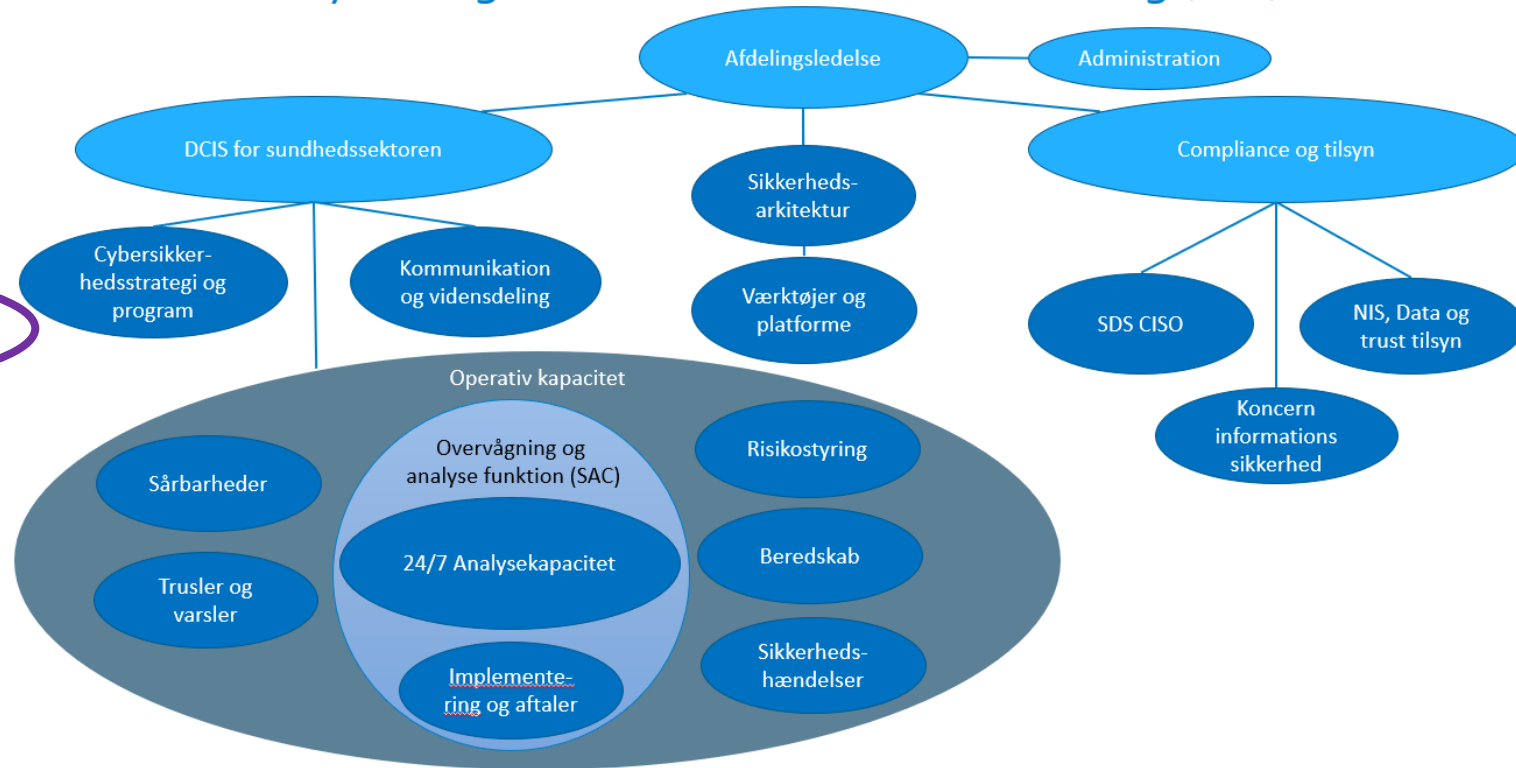 Afdelingsledelse
Administration
DCIS for sundhedssektoren
Compliance og tilsyn
Sikkerheds-
arkitektur
Cybersikker-
hedsstrategi og
program
Kommunikation
og vidensdeling
Værktøjer og
platforme
SDS CISO
NIS, Data og
trust tilsyn
Koncern
informations
sikkerhed
Operativ kapacitet
Overvågning og
analyse funktion (SAC)
Sårbarheder
Risikostyring
24/7 Analysekapacitet
Beredskab
Trusler og
varsler
Implemente-
ring og aftaler
Sikkerheds-
hændelser